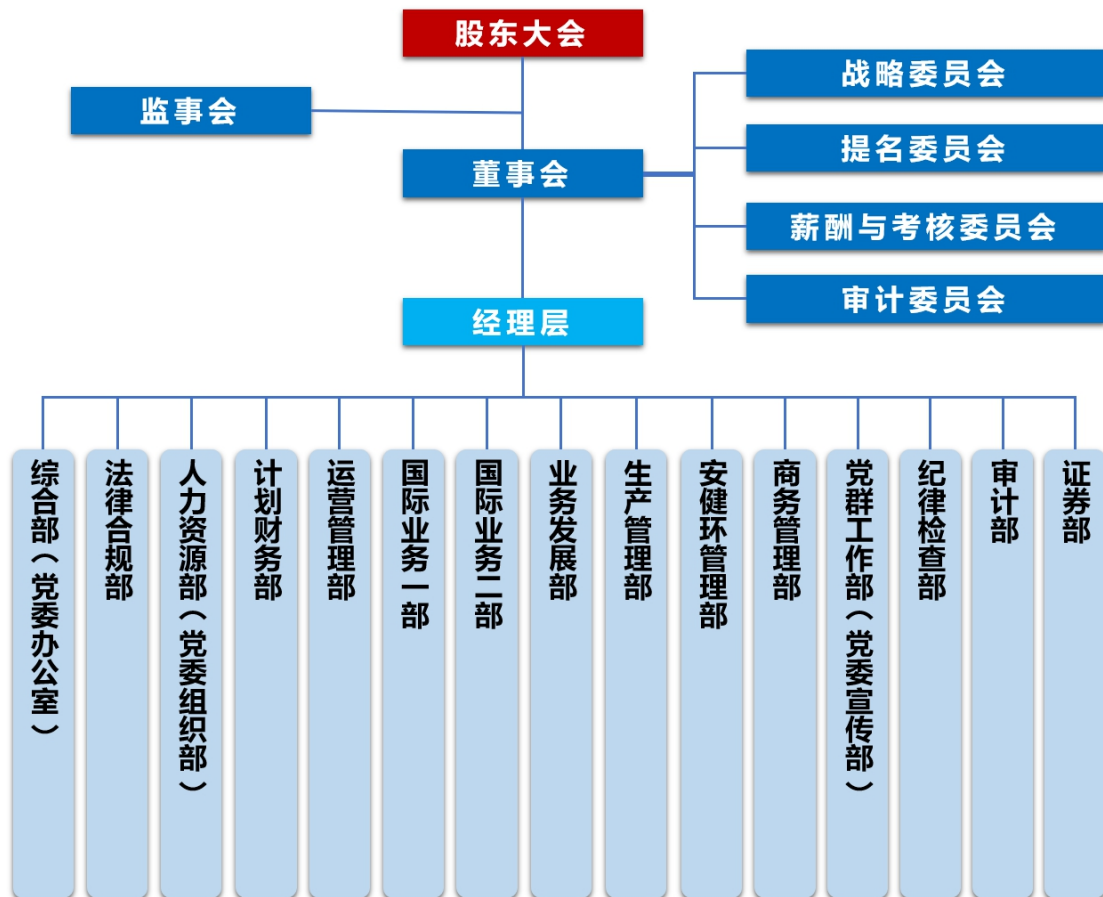 股东大会
战略委员会
监事会
提名委员会
董事会
薪酬与考核委员会
审计委员会
经理层
综合部（党委办公室）
法律合规部
人力资源部（党委组织部）
计划财务部
运营管理部
国际业务一部
国际业务二部
业务发展部
生产管理部
安健环管理部
商务管理部
党群工作部（党委宣传部）
纪律检查部
审计部
证券部